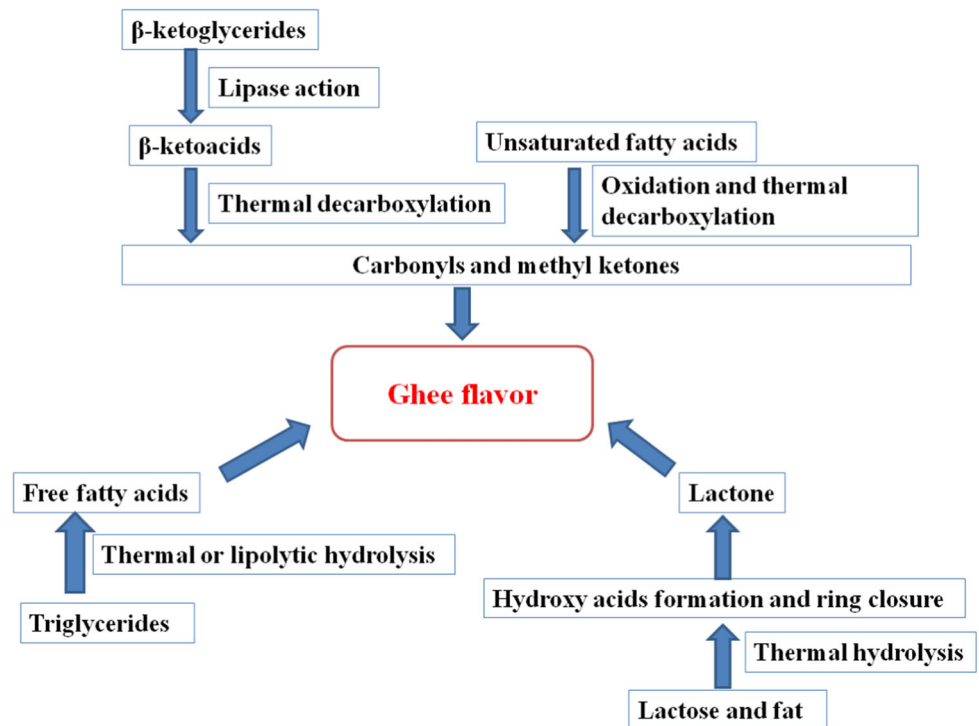 β-ketoglycerides
Lipase action
β-ketoacids
Unsaturated fatty acids
Thermal decarboxylation
Oxidation and thermal
decarboxylation
Carbonyls and methyl ketones
Ghee flavor
Free fatty acids
Thermal or lipolytic hydrolysis
Triglycerides
Lactone
Hydroxy acids formation and ring closure
Thermal hydrolysis
Lactose and fat